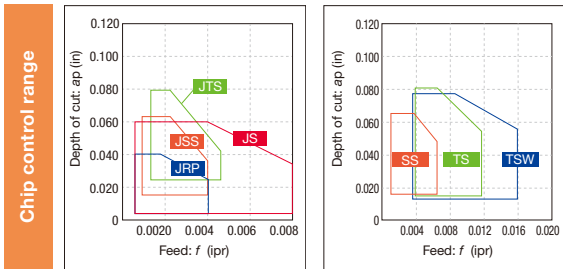 Chip control range
Depth of cut: ap (in)
0.120
0.100
0.080
0.060
0.040
0.020
JTS
JSS
JS
JRP
0.0020
0.004
0.006
0.008
Feed: f (ipr)
Depth of cut: ap (in)
0.120
0.100
0.080
0.060
0.040
0.020
SS
TS
TSW
0.004
0.008
0.012
0.016
0.020
Feed: f (ipr)